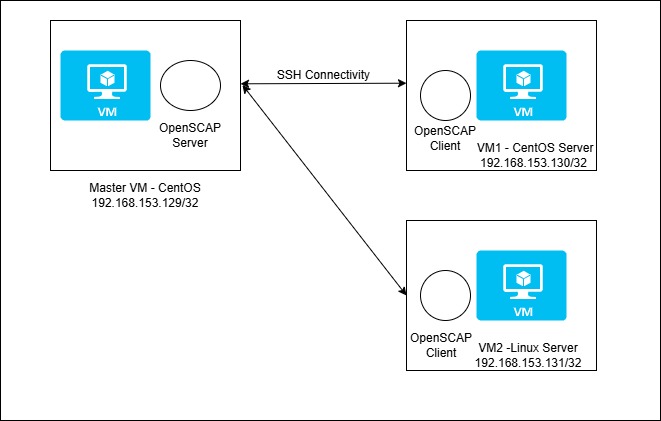 VM
OpenSCAP
Server
Master VM - CentOS
192.168.153.129/32
SSH Connectivity
OpenSCAP
Client
VM
VM1 - CentOS Server
192.168.153.130/32
OpenSCAP
Client
VM
VM2 -Linux Server
192.168.153.131/32